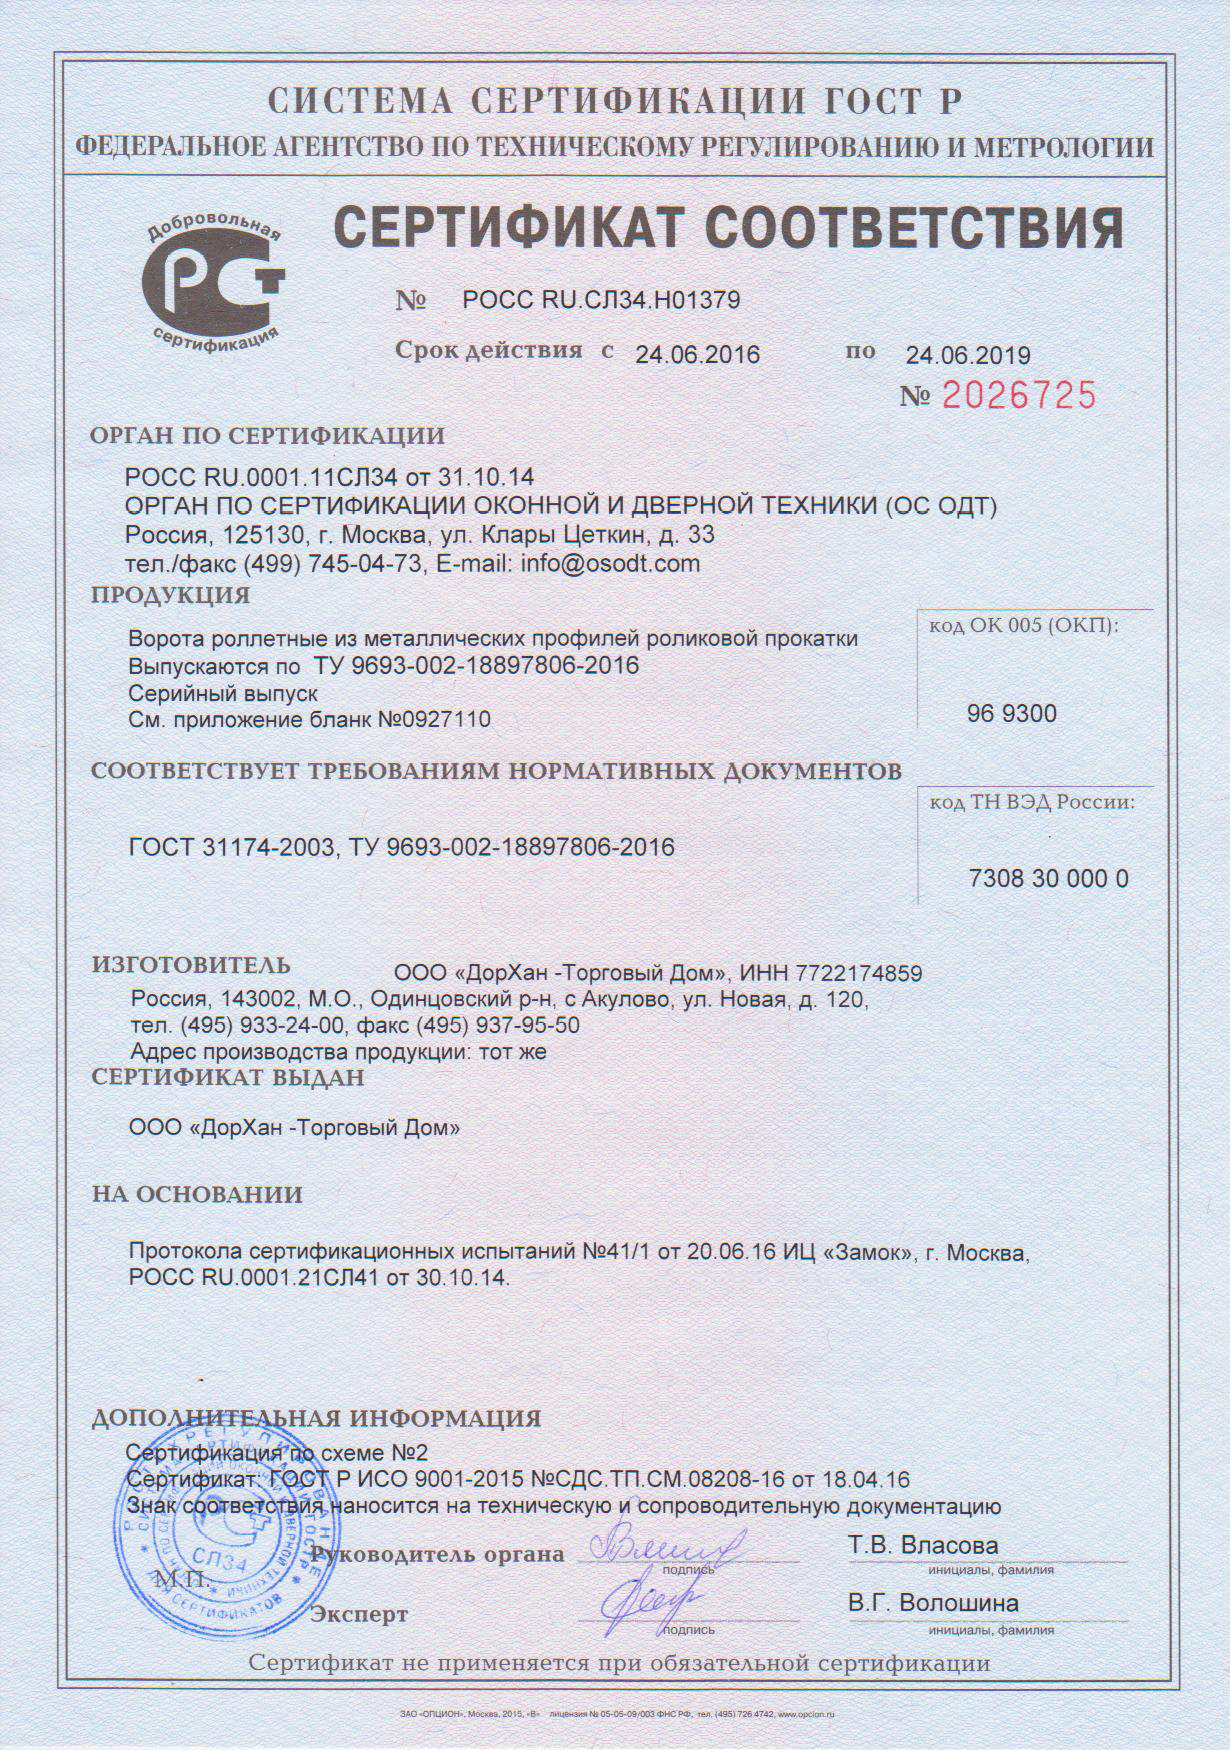 СИСТЕМА СЕРТИФИКАЦИИ ГОСТ Р
ФЕДЕРАЛЬНОЕ АГЕНТСТВО ПО ТЕХНИЧЕСКОМУ РЕГУЛИРОВАНИЮ И МЕТРОЛОГИИ
Добровольная
РСТ
сертификация
СЕРТИФИКАТ СООТВЕТСТВИЯ
№ РОСС RU.СЛ34.Н01379
Срок действия с 24.06.2016 по 24.06.2019
№ 2026725
ОРГАН ПО СЕРТИФИКАЦИИ
РОСС RU.0001.11СЛ34 от 31.10.14
ОРГАН ПО СЕРТИФИКАЦИИ ОКОННОЙ И ДВЕРНОЙ ТЕХНИКИ (ОС ОДТ)
Россия, 125130, г. Москва, ул. Клары Цеткин, д. 33
тел./факс (499) 745-04-73, E-mail: info@osodt.com
ПРОДУКЦИЯ
Ворота роллетные из металлических профилей роликовой прокатки
Выпускаются по ТУ 9693-002-18897806-2016
Серийный выпуск
См. приложение бланк №0927110
код ОК 005 (ОКП):
96 9300
СООТВЕТСТВУЕТ ТРЕБОВАНИЯМ НОРМАТИВНЫХ ДОКУМЕНТОВ
ГОСТ 31174-2003, ТУ 9693-002-18897806-2016
код ТН ВЭД России:
7308 30 000 0
ИЗГОТОВИТЕЛЬ ООО «ДорХан -Торговый Дом», ИНН 7722174859
Россия, 143002, М.О., Одинцовский р-н, с Акулово, ул. Новая, д. 120,
тел. (495) 933-24-00, факс (495) 937-95-50
Адрес производства продукции: тот же
СЕРТИФИКАТ ВЫДАН
ООО «ДорХан -Торговый Дом»
НА ОСНОВАНИИ
Протокола сертификационных испытаний №41/1 от 20.06.16 ИЦ «Замок», г. Москва,
РОСС RU.0001.21СЛ41 от 30.10.14.
ДОПОЛНИТЕЛЬНАЯ ИНФОРМАЦИЯ
Сертификация по схеме №2
Сертификат: ГОСТ Р ИСО 9001-2015 №СДС.ТП.СМ.08208-16 от 18.04.16
Знак соответствия наносится на техническую и сопроводительную документацию
СЛ34
ДЛЯ СЕРТИФИКАТОВ
М.П.
Руководитель органа
подпись
Т.В. Власова
инициалы, фамилия
Эксперт
подпись
В.Г. Волошина
инициалы, фамилия
Сертификат не применяется при обязательной сертификации
ЗАО «ОПЦИОН», Москва, 2015, «В» лицензия № 05-05-09/003 ФНС РФ, тел. (495) 726 4742, www.opcion.ru